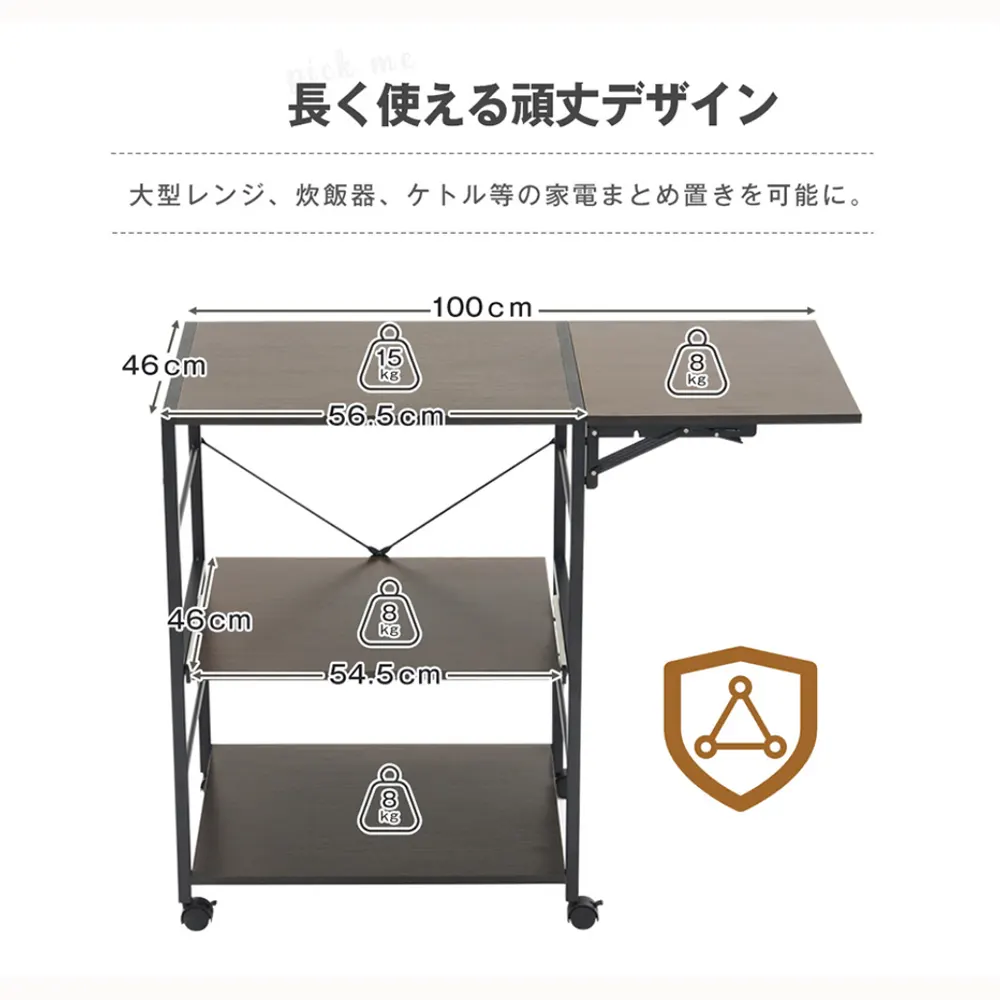 pick me
長く使える頑丈デザイン
大型レンジ、炊飯器、ケトル等の家電まとめ置きを可能に。
100cm
46cm
15
kg
8
kg
56.5cm
46cm
8
kg
54.5cm
8
kg